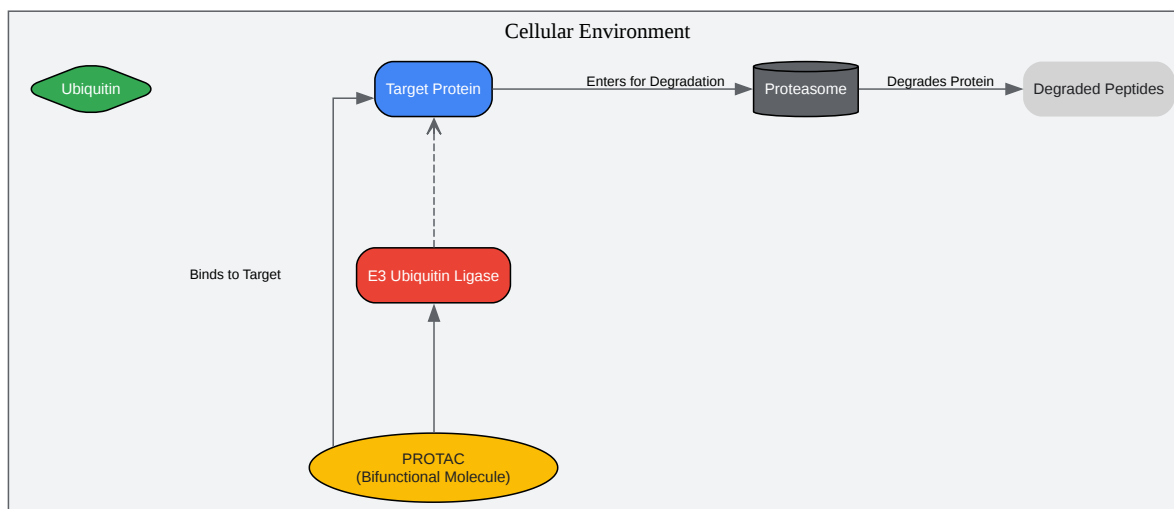 Cellular Environment
Ubiquitin
Target Protein
Enters for Degradation
Proteasome
Degrades Protein
Degraded Peptides
Binds to Target
E3 Ubiquitin Ligase
PROTAC
(Bifunctional Molecule)